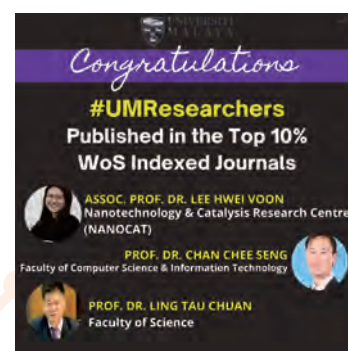 UNIVERSITI
MALAYA
Congratulations
#UMResearchers
Published in the Top 10%
WoS Indexed Journals
ASSOC. PROF. DR. LEE HWEI VOON
Nanotechnology & Catalysis Research Centre
(NANOCAT)
PROF. DR. CHAN CHEE SENG
Faculty of Computer Science & Information Technology
PROF. DR. LING TAU CHUAN
Faculty of Science